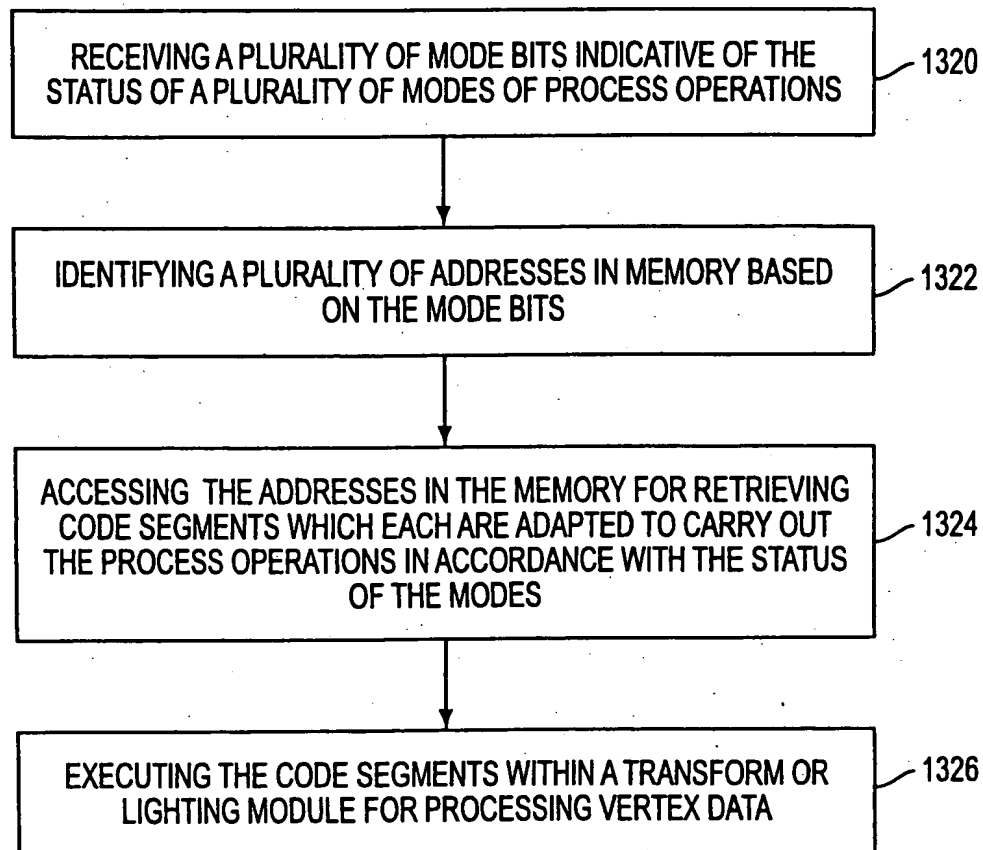 RECEIVING A PLURALITY OF MODE BITS INDICATIVE OF THE
STATUS OF A PLURALITY OF MODES OF PROCESS OPERATIONS
1320
IDENTIFYING A PLURALITY OF ADDRESSES IN MEMORY BASED
ON THE MODE BITS
1322
ACCESSING THE ADDRESSES IN THE MEMORY FOR RETRIEVING
CODE SEGMENTS WHICH EACH ARE ADAPTED TO CARRY OUT
THE PROCESS OPERATIONS IN ACCORDANCE WITH THE STATUS
OF THE MODES
1324
EXECUTING THE CODE SEGMENTS WITHIN A TRANSFORM OR
LIGHTING MODULE FOR PROCESSING VERTEX DATA
1326